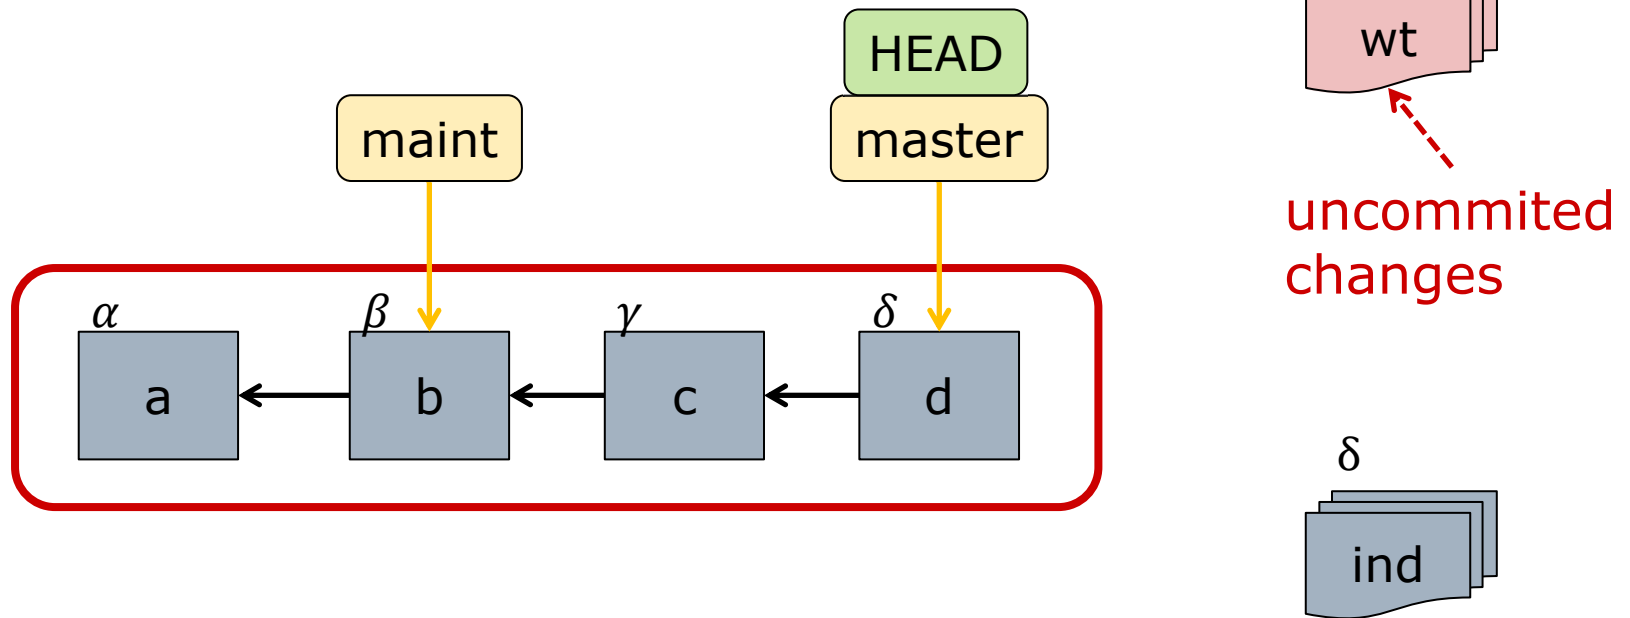 HEAD
wt
maint
master
uncommited
changes
α
β
γ
δ
a
b
c
d
δ
ind